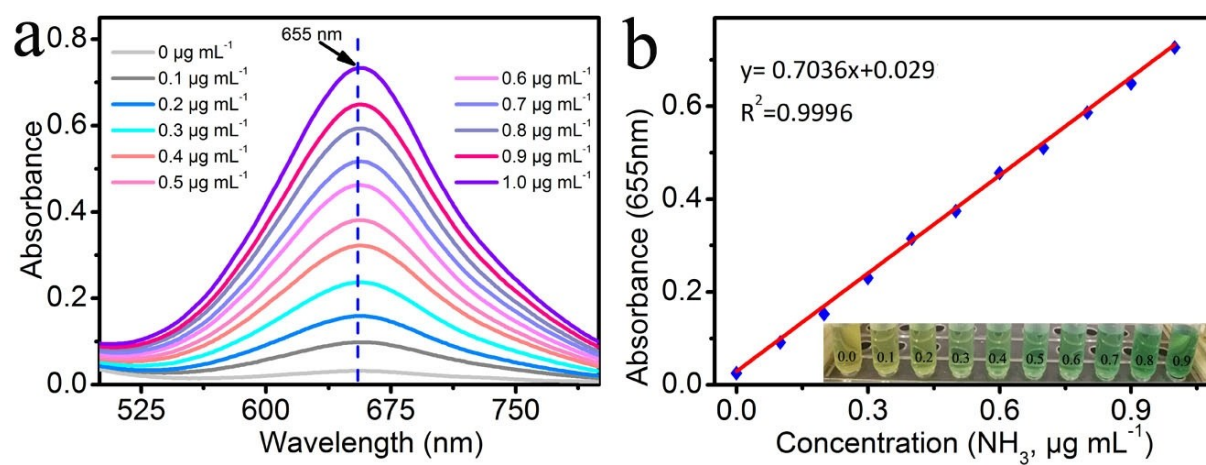 a
0.8
0.6
0.4
0.2
0.0
Absorbance
655 nm
0 μg mL⁻¹
0.1 μg mL⁻¹
0.2 μg mL⁻¹
0.3 μg mL⁻¹
0.4 μg mL⁻¹
0.5 μg mL⁻¹
0.6 μg mL⁻¹
0.7 μg mL⁻¹
0.8 μg mL⁻¹
0.9 μg mL⁻¹
1.0 μg mL⁻¹
525 600 675 750
Wavelength (nm)
b
y= 0.7036x+0.029
R²=0.9996
0.6
0.4
0.2
0.0
Absorbance (655nm)
0.0 0.1 0.2 0.3 0.4 0.5 0.6 0.7 0.8 0.9
0.0 0.3 0.6 0.9
Concentration (NH₃, μg mL⁻¹)